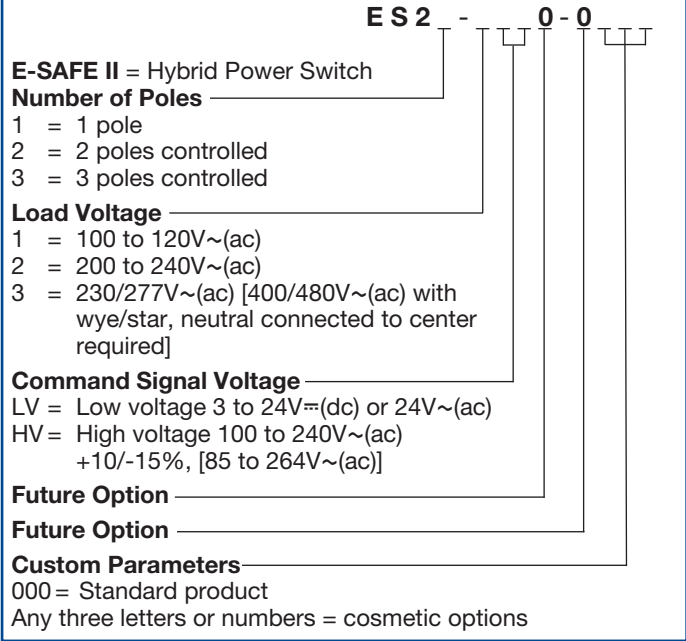 ES2_-_ _ _0-0_ _ _
E-SAFE II = Hybrid Power Switch
Number of Poles
1 = 1 pole
2 = 2 poles controlled
3 = 3 poles controlled
Load Voltage
1 = 100 to 120V~(ac)
2 = 200 to 240V~(ac)
3 = 230/277V~(ac) [400/480V~(ac) with
wye/star, neutral connected to center
required]
Command Signal Voltage
LV = Low voltage 3 to 24V⎓(dc) or 24V~(ac)
HV = High voltage 100 to 240V~(ac)
+10/-15%, [85 to 264V~(ac)]
Future Option
Future Option
Custom Parameters
000 = Standard product
Any three letters or numbers = cosmetic options